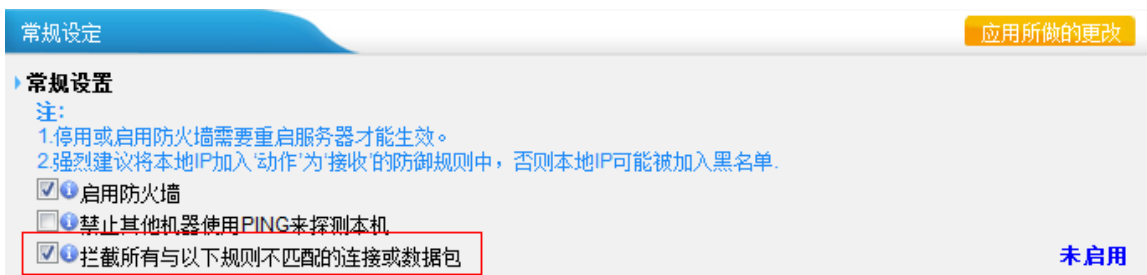 常规设定
应用所做的更改
常规设置
注:
1.停用或启用防火墙需要重启服务器才能生效。
2.强烈建议将本地IP加入'动作'为'接收'的防御规则中，否则本地IP可能被加入黑名单.
启用防火墙
禁止其他机器使用PING来探测本机
拦截所有与以下规则不匹配的连接或数据包
未启用